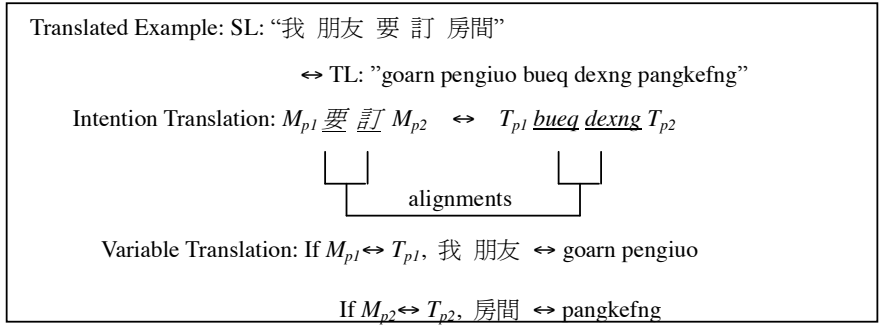 Translated Example: SL: “我 朋友 要 訂 房間”
⇔ TL: ”goarn pengiuo bueq dexng pangkefng”
Intention Translation: Mp1 要 訂 Mp2 ⇔ Tp1 bueq dexng Tp2
alignments
Variable Translation: If Mp1⇔ Tp1, 我 朋友 ⇔ goarn pengiuo
If Mp2⇔ Tp2, 房間 ⇔ pangkefng